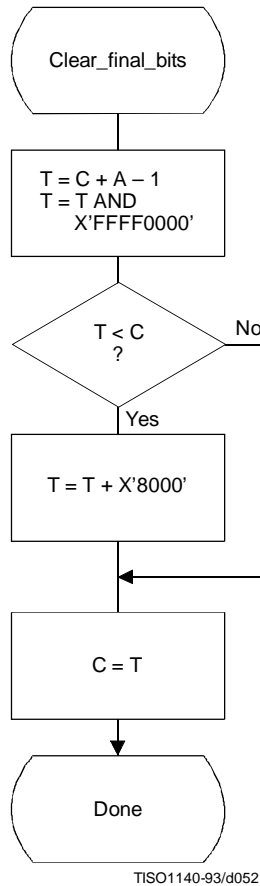 Clear_final_bits
T = C + A – 1
T = T AND
X'FFFF0000'
T < C
?
No
Yes
T = T + X'8000'
C = T
Done
TISO1140-93/d052